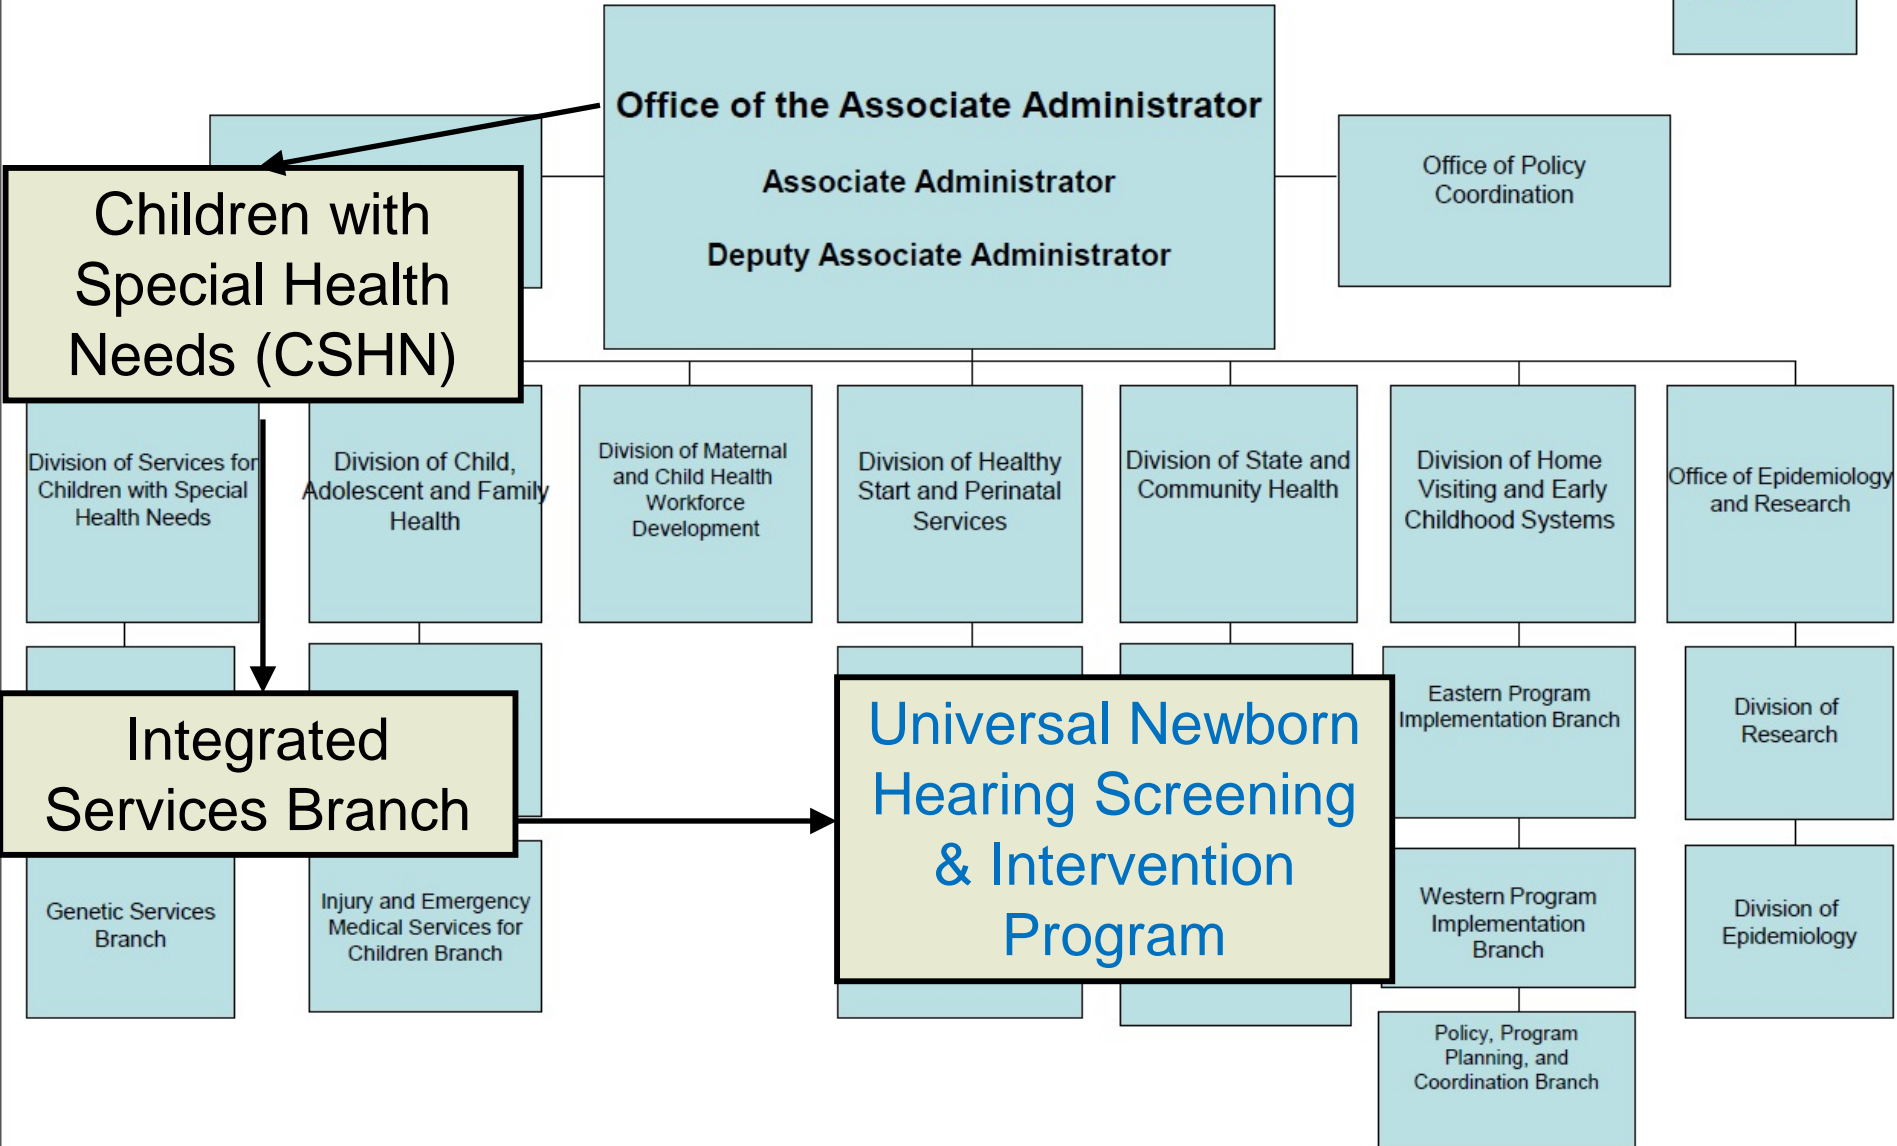 Office of the Associate Administrator
Associate Administrator
Deputy Associate Administrator
Office of Policy
Coordination
Children with
Special Health
Needs (CSHN)
Division of Services for
Children with Special
Health Needs
Division of Child,
Adolescent and Family
Health
Division of Maternal
and Child Health
Workforce
Development
Division of Healthy
Start and Perinatal
Services
Division of State and
Community Health
Division of Home
Visiting and Early
Childhood Systems
Office of Epidemiology
and Research
Integrated
Services Branch
Universal Newborn
Hearing Screening
& Intervention
Program
Eastern Program
Implementation Branch
Division of
Research
Genetic Services
Branch
Injury and Emergency
Medical Services for
Children Branch
Western Program
Implementation
Branch
Division of
Epidemiology
Policy, Program
Planning, and
Coordination Branch